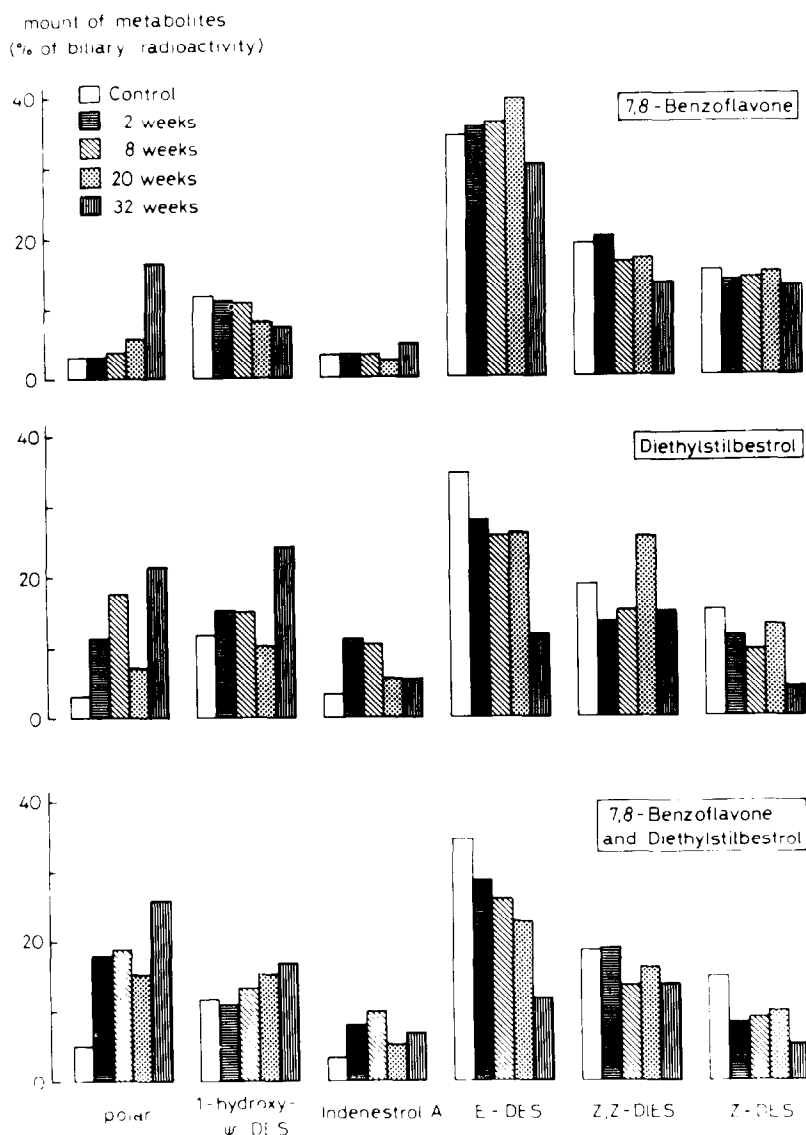 mount of metabolites
(% of biliary radioactivity)
40
Control
2 weeks
8 weeks
20 weeks
32 weeks
7,8-Benzoflavone
20
0
40
Diethylstilbestrol
20
0
40
7,8-Benzoflavone
and Diethylstilbestrol
20
0
polar
1-hydroxy-
ψ DES
Indenestrol A
E-DES
Z,Z-DIES
Z-DES